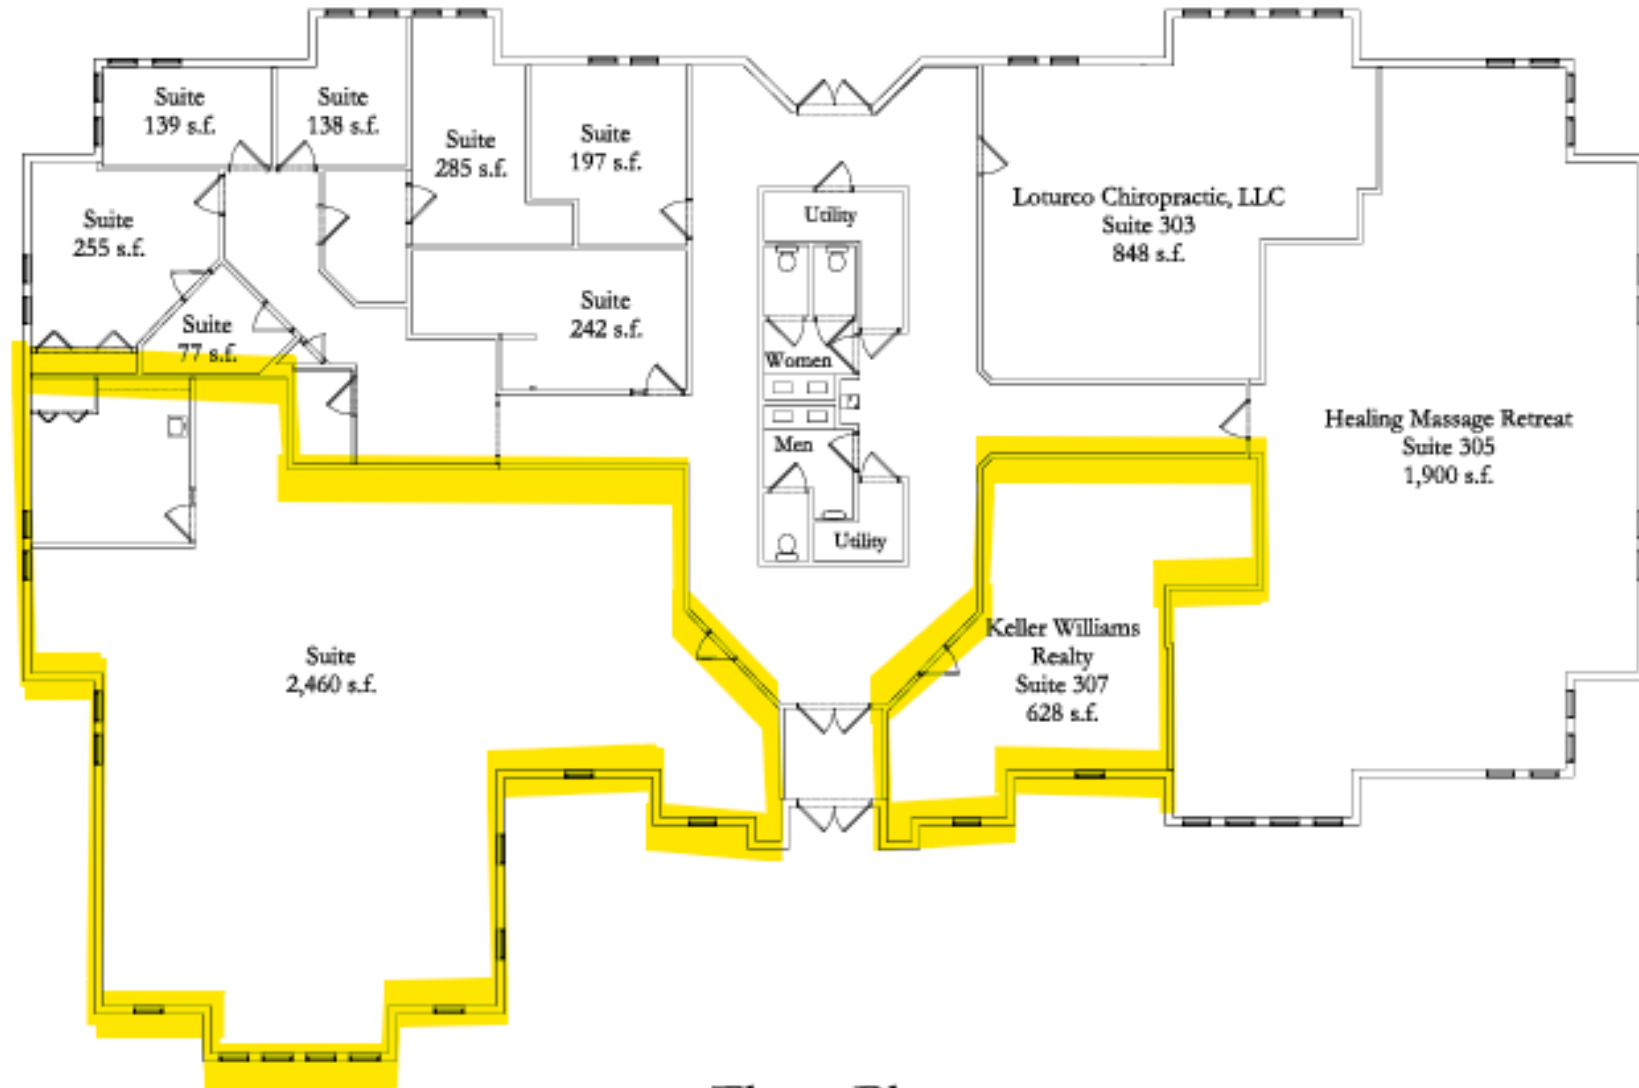 Suite
139 s.f.
Suite
138 s.f.
Suite
285 s.f.
Suite
197 s.f.
Suite
255 s.f.
Suite
77 s.f.
Suite
242 s.f.
Utility
Women
Men
Utility
Loturco Chiropractic, LLC
Suite 303
848 s.f.
Healing Massage Retreat
Suite 305
1,900 s.f.
Suite
2,460 s.f.
Keller Williams
Realty
Suite 307
628 s.f.